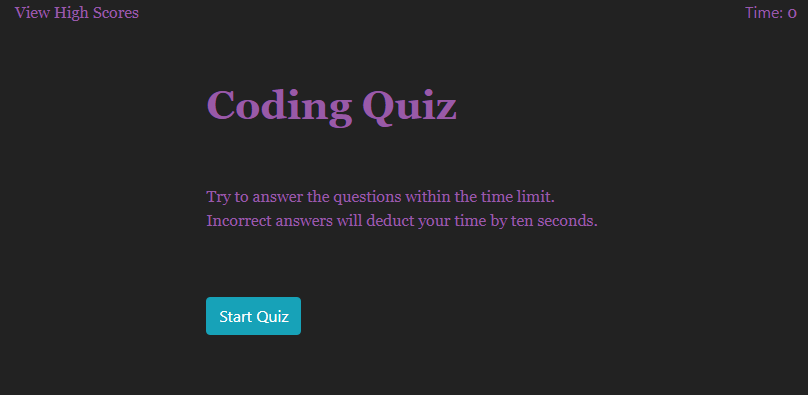 View High Scores
Time: 0
Coding Quiz
Try to answer the questions within the time limit.
Incorrect answers will deduct your time by ten seconds.
Start Quiz